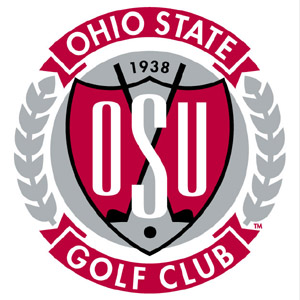 OHIO STATE
1938
OSU
TM
GOLF CLUB